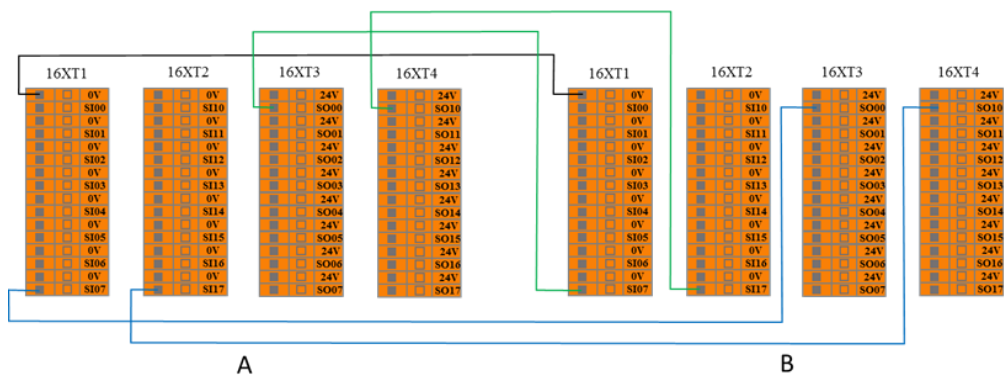 16XT1 16XT2 16XT3 16XT4 16XT1 16XT2 16XT3 16XT4
0V 0V 24V 24V 0V 0V 24V 24V
SI00 SI10 SO00 SO10 SI00 SI10 SO00 SO10
0V 0V 24V 24V 0V 0V 24V 24V
SI01 SI11 SO01 SO11 SI01 SI11 SO01 SO11
0V 0V 24V 24V 0V 0V 24V 24V
SI02 SI12 SO02 SO12 SI02 SI12 SO02 SO12
0V 0V 24V 24V 0V 0V 24V 24V
SI03 SI13 SO03 SO13 SI03 SI13 SO03 SO13
0V 0V 24V 24V 0V 0V 24V 24V
SI04 SI14 SO04 SO14 SI04 SI14 SO04 SO14
0V 0V 24V 24V 0V 0V 24V 24V
SI05 SI15 SO05 SO15 SI05 SI15 SO05 SO15
0V 0V 24V 24V 0V 0V 24V 24V
SI06 SI16 SO06 SO16 SI06 SI16 SO06 SO16
0V 0V 24V 24V 0V 0V 24V 24V
SI07 SI17 SO07 SO17 SI07 SI17 SO07 SO17
A B